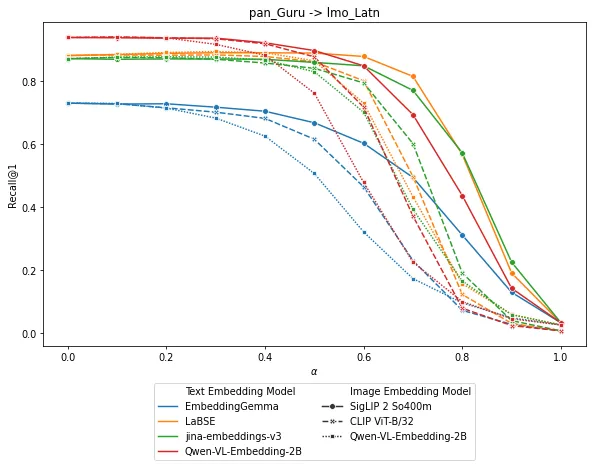 pan_Guru -> lmo_Latn
Recall@1
0.8
0.6
0.4
0.2
0.0
0.0 0.2 0.4 0.6 0.8 1.0
α
Text Embedding Model
EmbeddingGemma
LaBSE
jina-embeddings-v3
Qwen-VL-Embedding-2B
Image Embedding Model
SigLIP 2 So400m
CLIP ViT-B/32
Qwen-VL-Embedding-2B